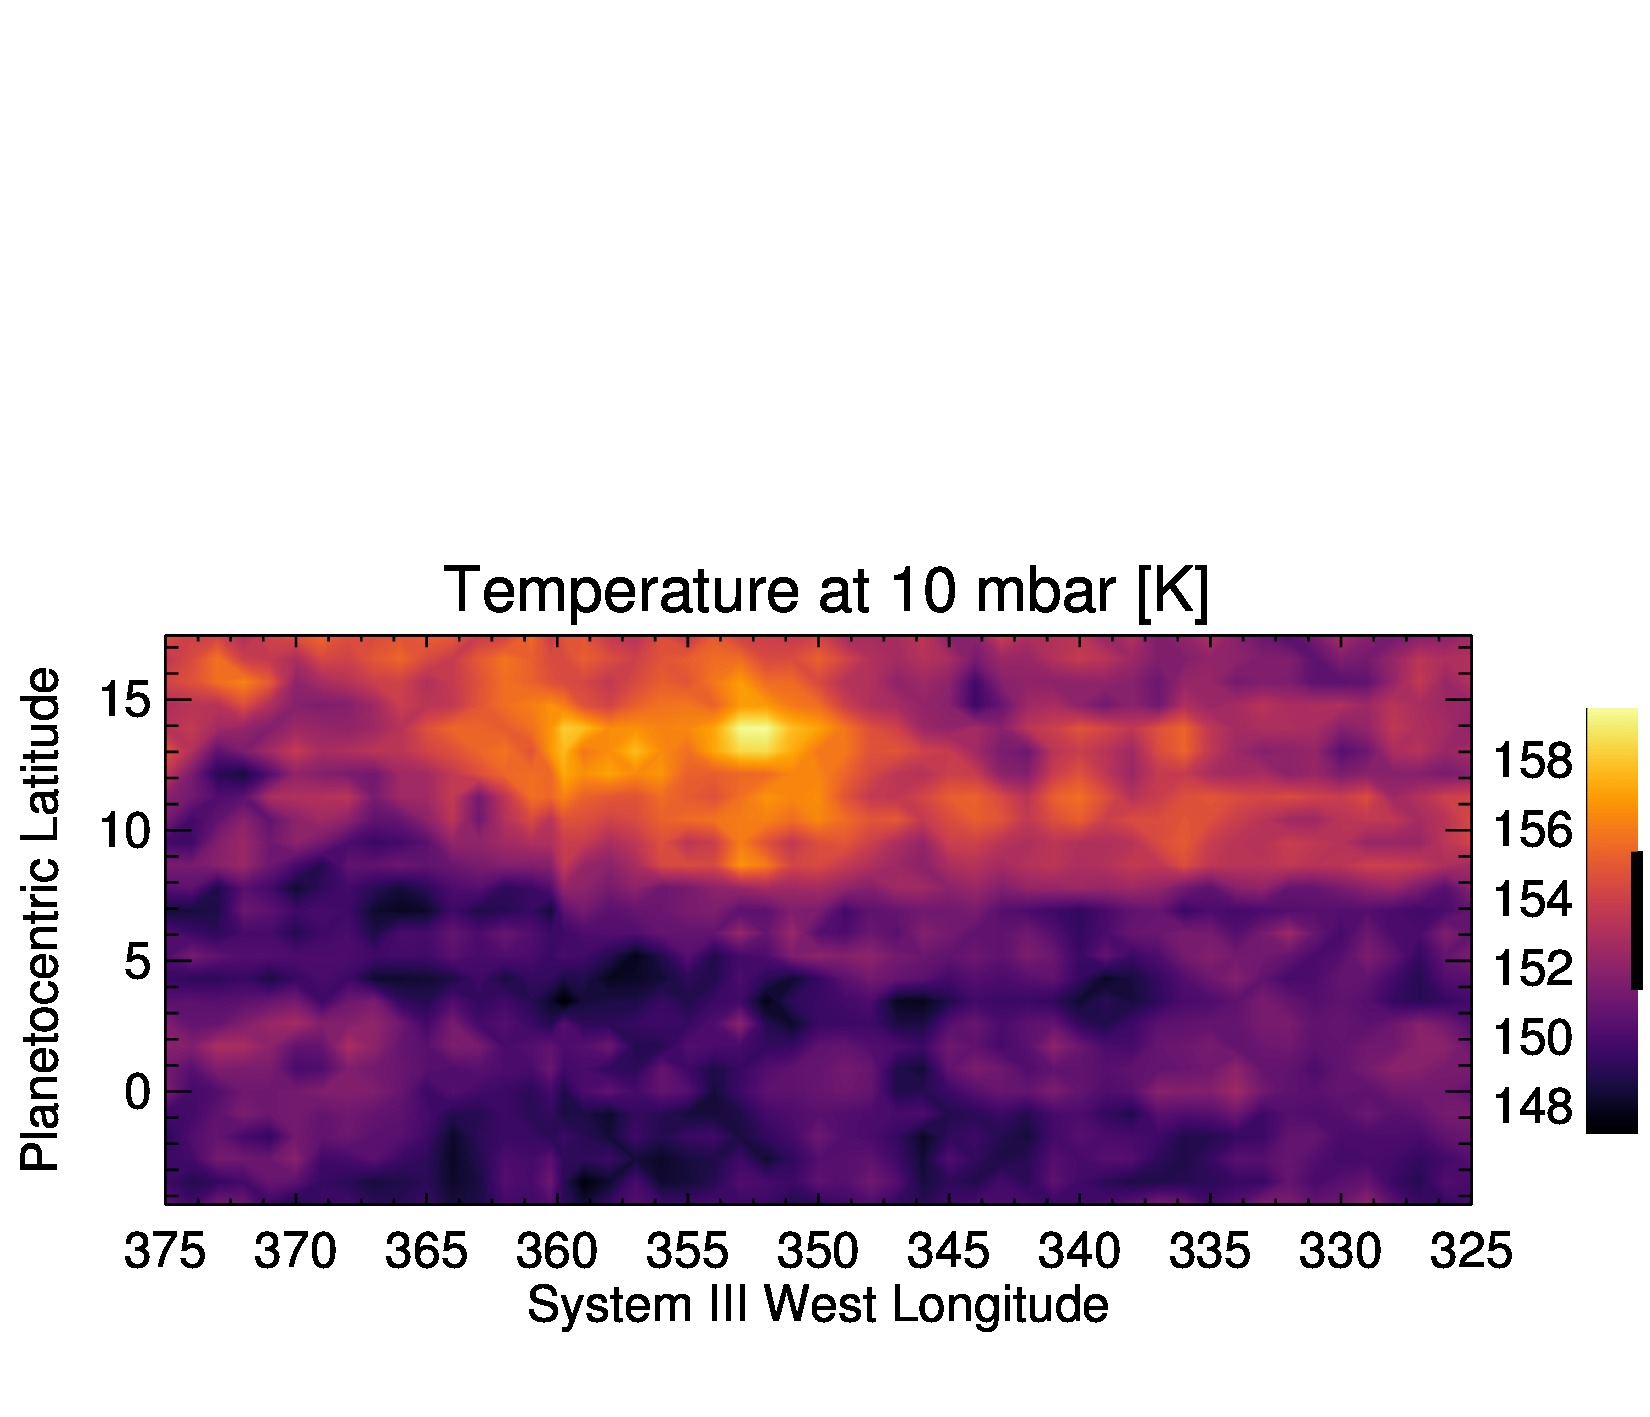 Temperature at 10 mbar [K]
Planetocentric Latitude
15
10
5
0
375 370 365 360 355 350 345 340 335 330 325
System III West Longitude
158
156
154
152
150
148